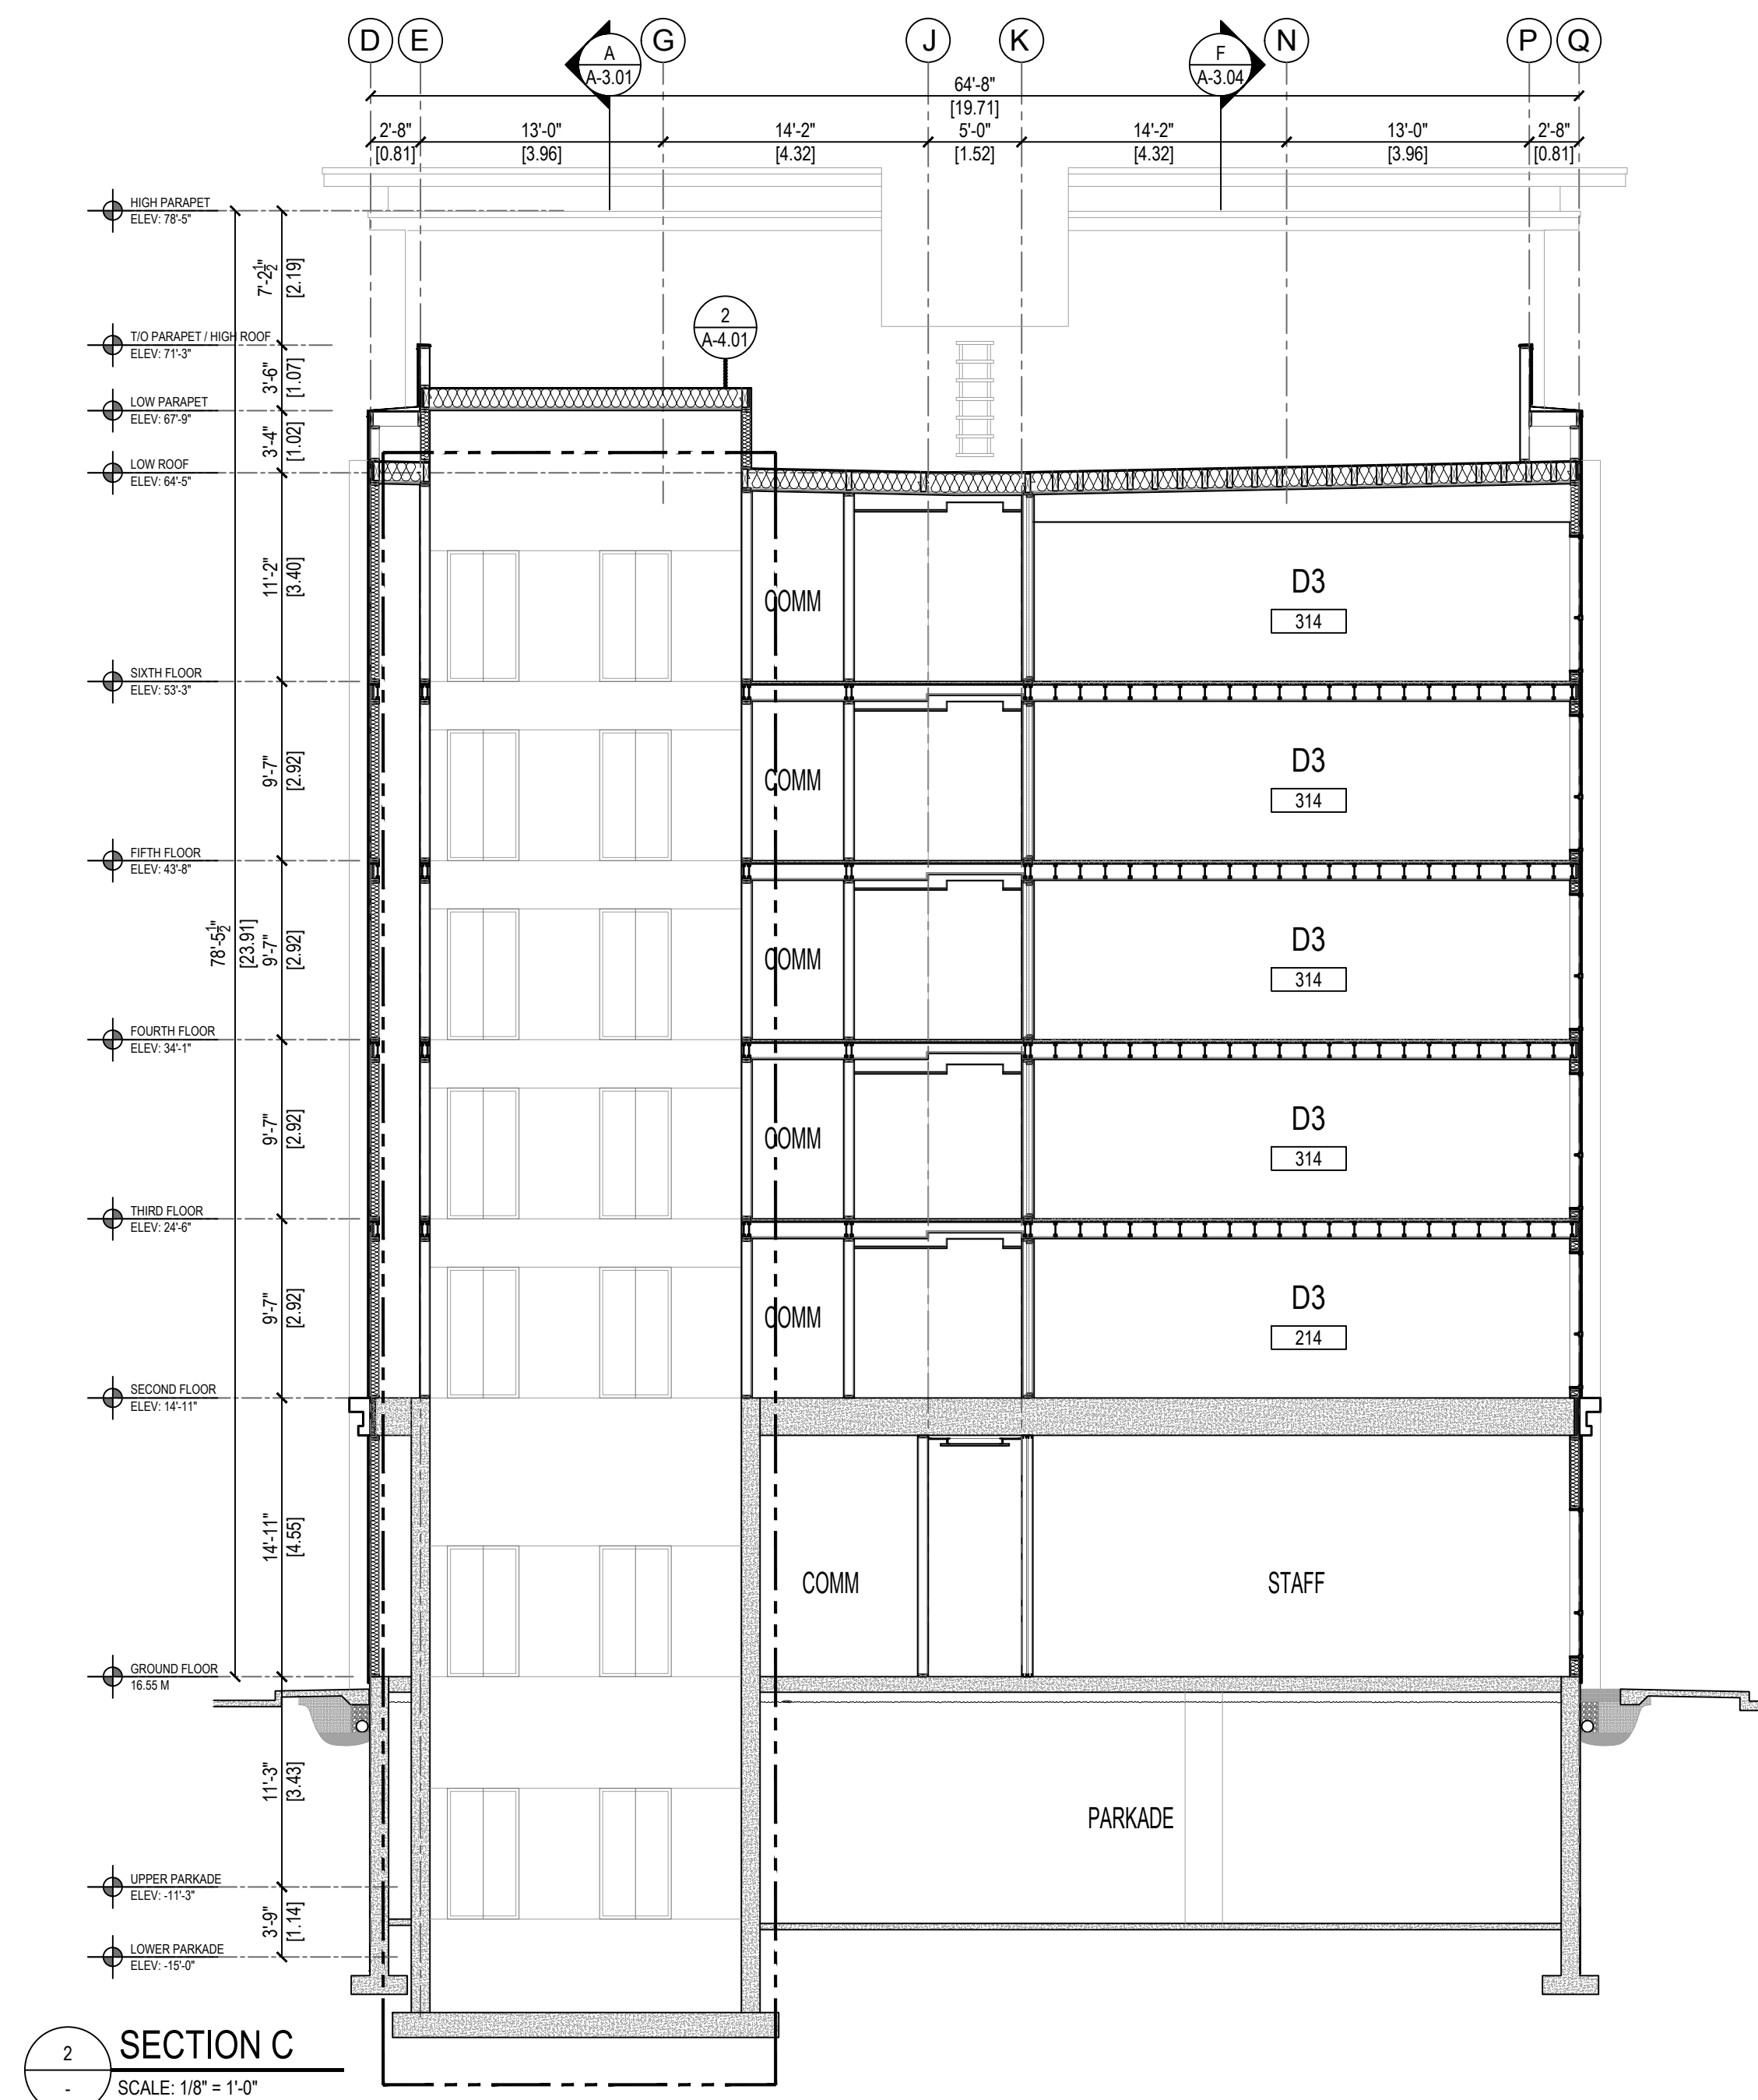 D E G J K N P Q
A
A-3.01
F
A-3.04
64'-8"
[19.71]
2'-8" 13'-0" 14'-2" 5'-0" 14'-2" 13'-0" 2'-8"
[0.81] [3.96] [4.32] [1.52] [4.32] [3.96] [0.81]
HIGH PARAPET
ELEV: 78'-5"
7'-2½"
[2.19]
2
A-4.01
T/O PARAPET / HIGH ROOF
ELEV: 71'-3"
3'-6"
[1.07]
LOW PARAPET
ELEV: 67'-9"
3'-4"
[1.02]
LOW ROOF
ELEV: 64'-5"
11'-2"
[3.40]
COMM
D3
314
SIXTH FLOOR
ELEV: 53'-3"
9'-7"
[2.92]
COMM
D3
314
FIFTH FLOOR
ELEV: 43'-8"
78'-5½"
[23.91]
9'-7"
[2.92]
COMM
D3
314
FOURTH FLOOR
ELEV: 34'-1"
9'-7"
[2.92]
COMM
D3
314
THIRD FLOOR
ELEV: 24'-6"
9'-7"
[2.92]
COMM
D3
214
SECOND FLOOR
ELEV: 14'-11"
14'-11"
[4.55]
COMM
STAFF
GROUND FLOOR
16.55 M
11'-3"
[3.43]
PARKADE
UPPER PARKADE
ELEV: -11'-3"
3'-9"
[1.14]
LOWER PARKADE
ELEV: -15'-0"
2
-
SECTION C
SCALE: 1/8" = 1'-0"